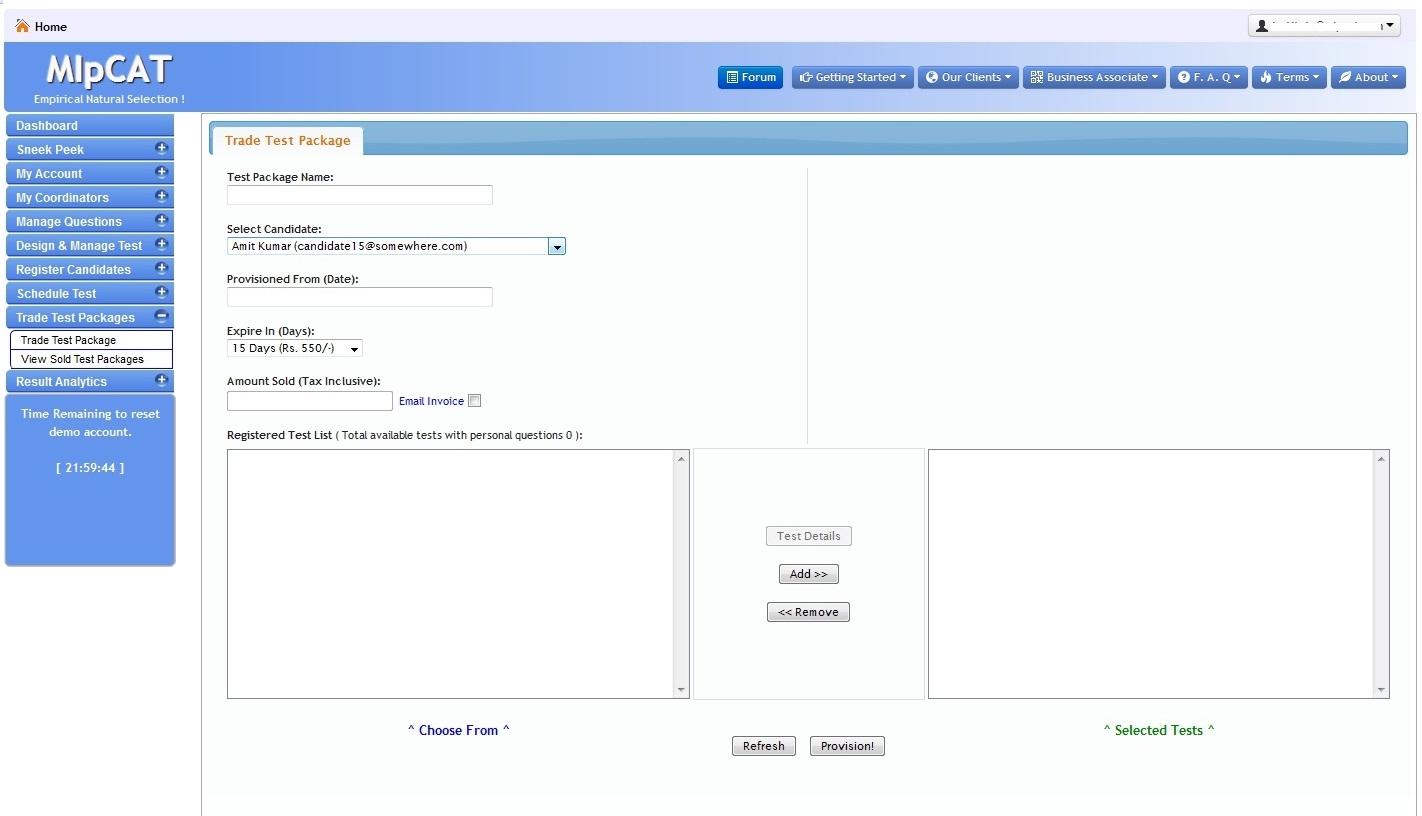 Home
MlpCAT
Empirical Natural Selection !
Forum
Getting Started
Our Clients
Business Associate
F. A. Q
Terms
About
Dashboard
Sneek Peek
My Account
My Coordinators
Manage Questions
Design & Manage Test
Register Candidates
Schedule Test
Trade Test Packages
Trade Test Package
View Sold Test Packages
Result Analytics
Time Remaining to reset
demo account.
[ 21:59:44 ]
Trade Test Package
Test Package Name:
Select Candidate:
Amit Kumar (candidate15@somewhere.com)
Provisioned From (Date):
Expire In (Days):
15 Days (Rs. 550/-)
Amount Sold (Tax Inclusive):
Email Invoice
Registered Test List ( Total available tests with personal questions 0 ):
Test Details
Add >>
<< Remove
^ Choose From ^
^ Selected Tests ^
Refresh
Provision!